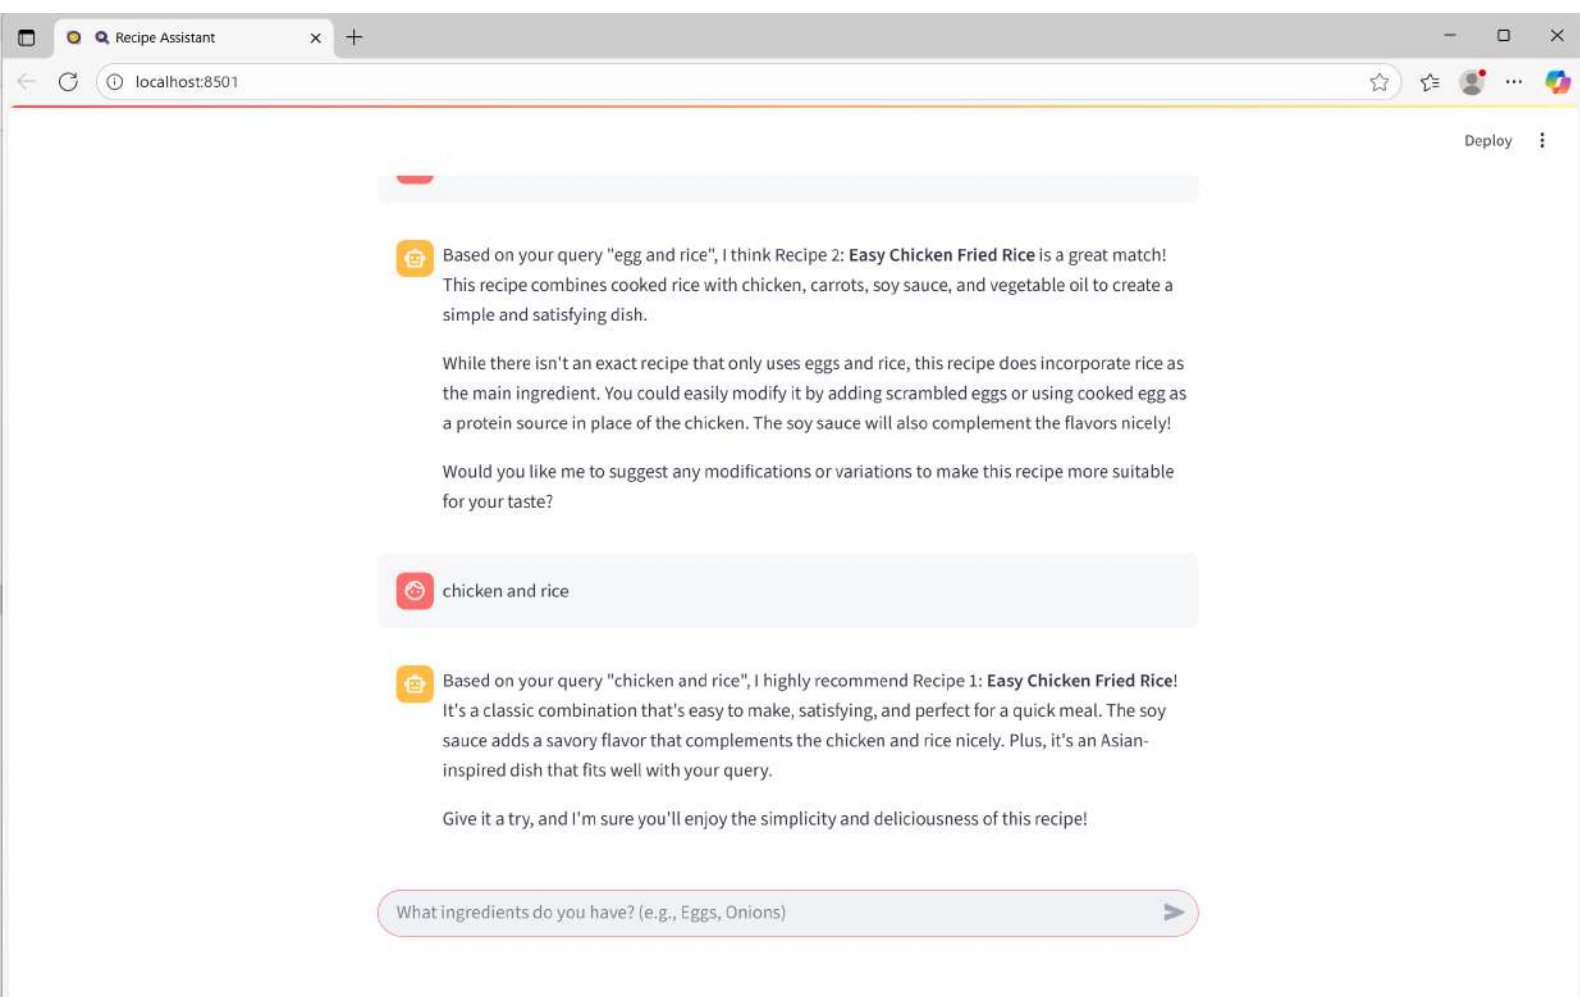 Recipe Assistant
localhost:8501
Deploy
Based on your query "egg and rice", I think Recipe 2: Easy Chicken Fried Rice is a great match!
This recipe combines cooked rice with chicken, carrots, soy sauce, and vegetable oil to create a
simple and satisfying dish.
While there isn't an exact recipe that only uses eggs and rice, this recipe does incorporate rice as
the main ingredient. You could easily modify it by adding scrambled eggs or using cooked egg as
a protein source in place of the chicken. The soy sauce will also complement the flavors nicely!
Would you like me to suggest any modifications or variations to make this recipe more suitable
for your taste?
chicken and rice
Based on your query "chicken and rice", I highly recommend Recipe 1: Easy Chicken Fried Rice!
It's a classic combination that's easy to make, satisfying, and perfect for a quick meal. The soy
sauce adds a savory flavor that complements the chicken and rice nicely. Plus, it's an Asian-
inspired dish that fits well with your query.
Give it a try, and I'm sure you'll enjoy the simplicity and deliciousness of this recipe!
What ingredients do you have? (e.g., Eggs, Onions)